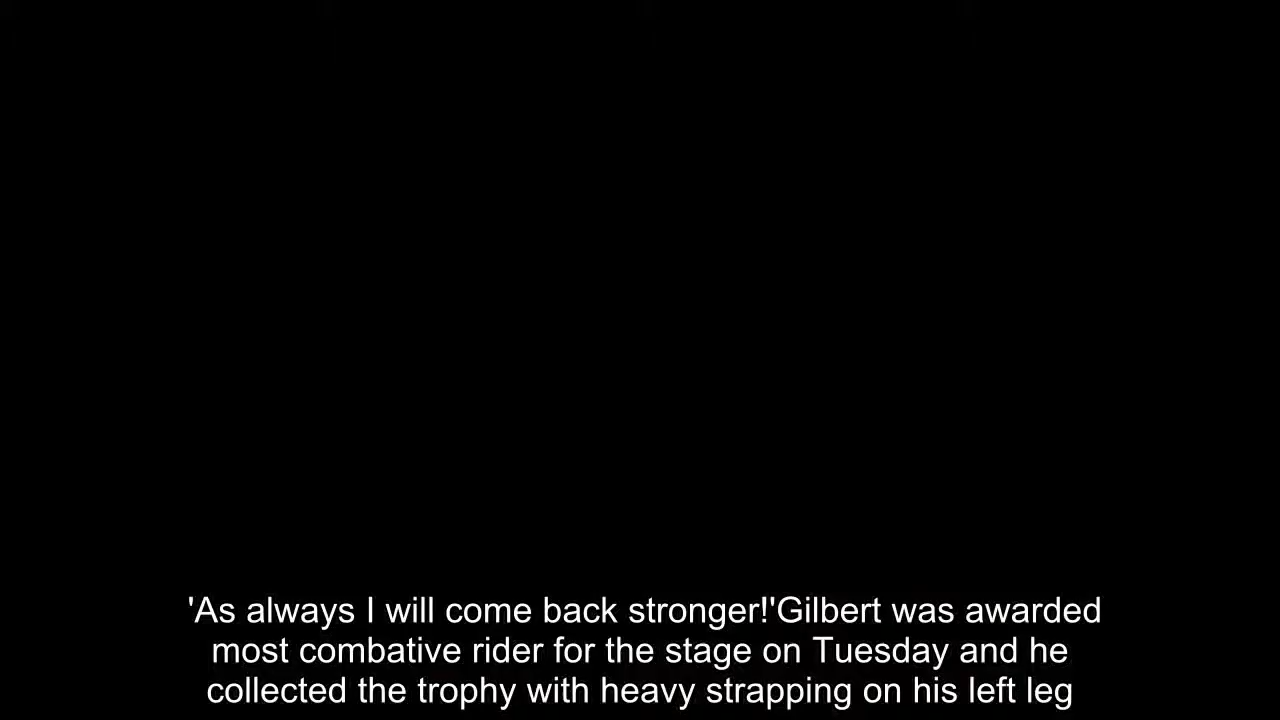 'As always I will come back stronger!'Gilbert was awarded
most combative rider for the stage on Tuesday and he
collected the trophy with heavy strapping on his left leg